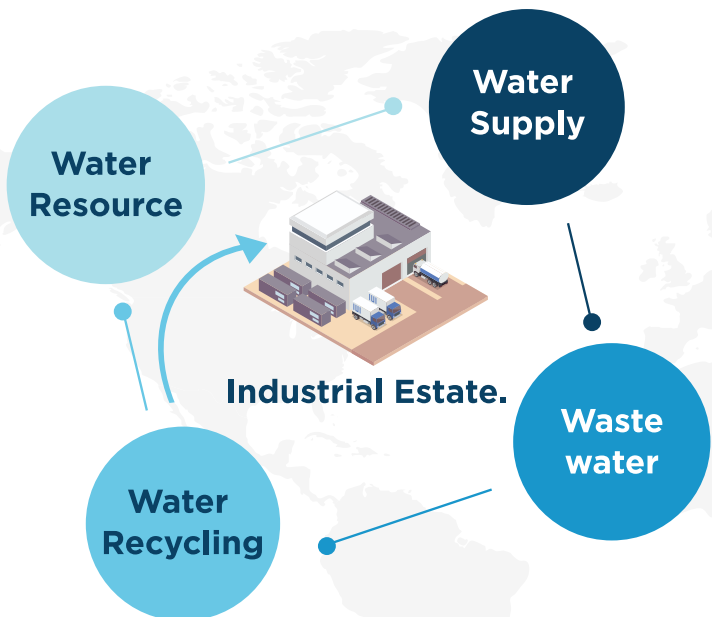 Water
Supply
Water
Resource
Industrial Estate.
Waste
water
Water
Recycling